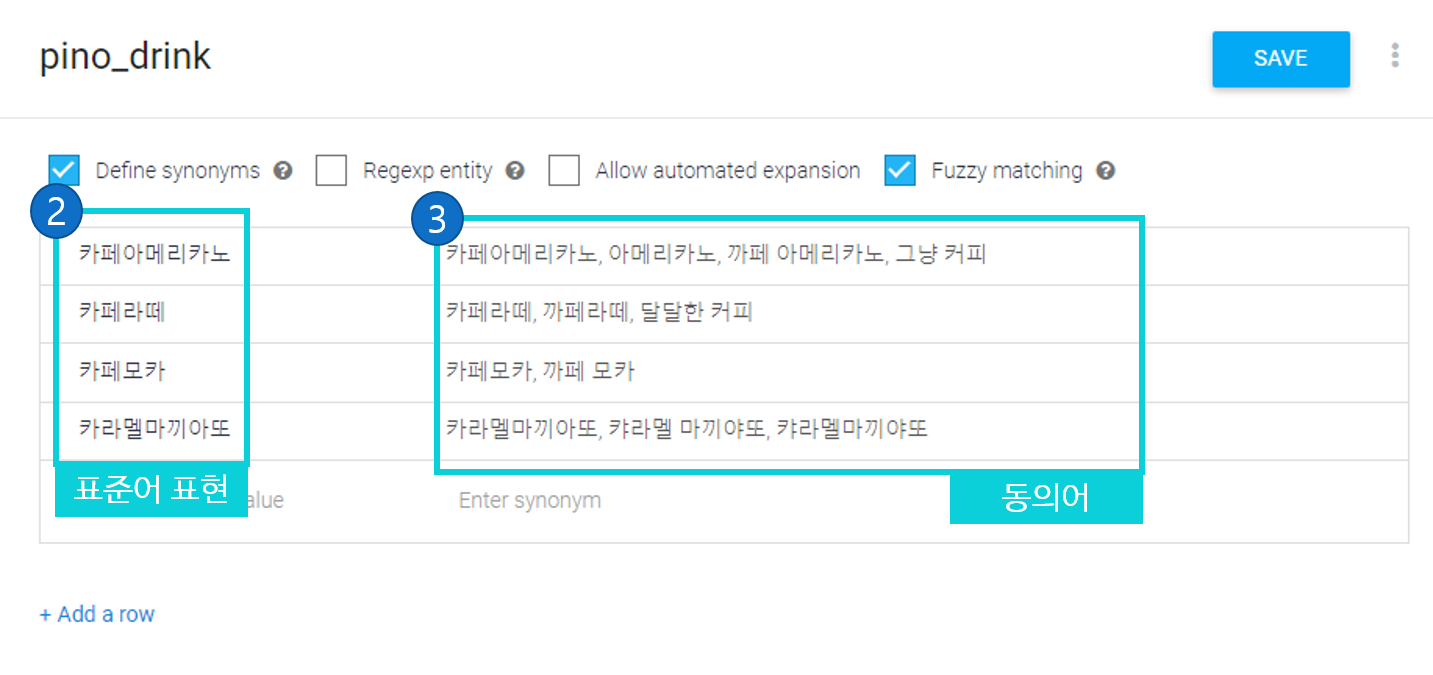 pino_drink
SAVE
Define synonyms ? Regexp entity ? Allow automated expansion Fuzzy matching ?
2
3
카페아메리카노 카페아메리카노, 아메리카노, 까페 아메리카노, 그냥 커피
카페라떼 카페라떼, 까페라떼, 달달한 커피
카페모카 카페모카, 까페 모카
카라멜마끼아또 카라멜마끼아또, 캬라멜 마끼야또, 캬라멜마끼야또
표준어 표현 Enter synonym 동의어
+ Add a row